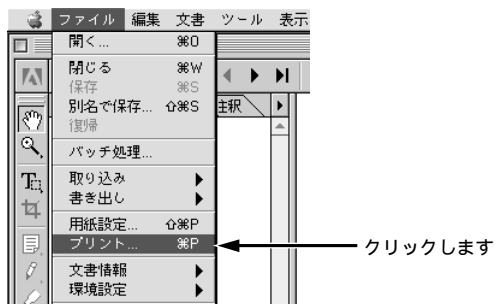 ファイル 編集 文書 ツール 表示
開く... ⌘O
閉じる ⌘W
保存 ⌘S
別名で保存... ⇧⌘S
注釈
復帰
バッチ処理...
取り込み
書き出し
用紙設定... ⇧⌘P
プリント... ⌘P
クリックします
文書情報
環境設定